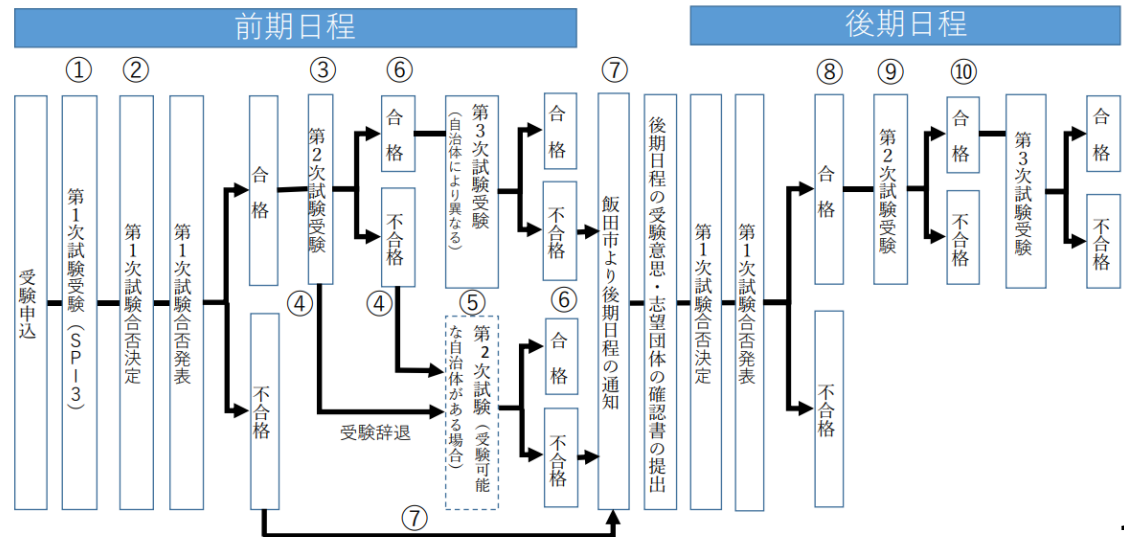 前期日程
後期日程
①
②
③
⑥
⑦
⑧
⑨
⑩
受験申込
第1次試験受験（SPI3）
第1次試験合否決定
第1次試験合否発表
合格
不合格
第2次試験受験
合格
不合格
④
④
受験辞退
第3次試験受験
（自治体により異なる）
⑤
第2次試験（受験可能
な自治体がある場合）
合格
不合格
⑥
合格
不合格
⑦
飯田市より後期日程の通知
後期日程の受験意思・志望団体の確認書の提出
第1次試験合否決定
第1次試験合否発表
合格
不合格
第2次試験受験
合格
不合格
第3次試験受験
合格
不合格